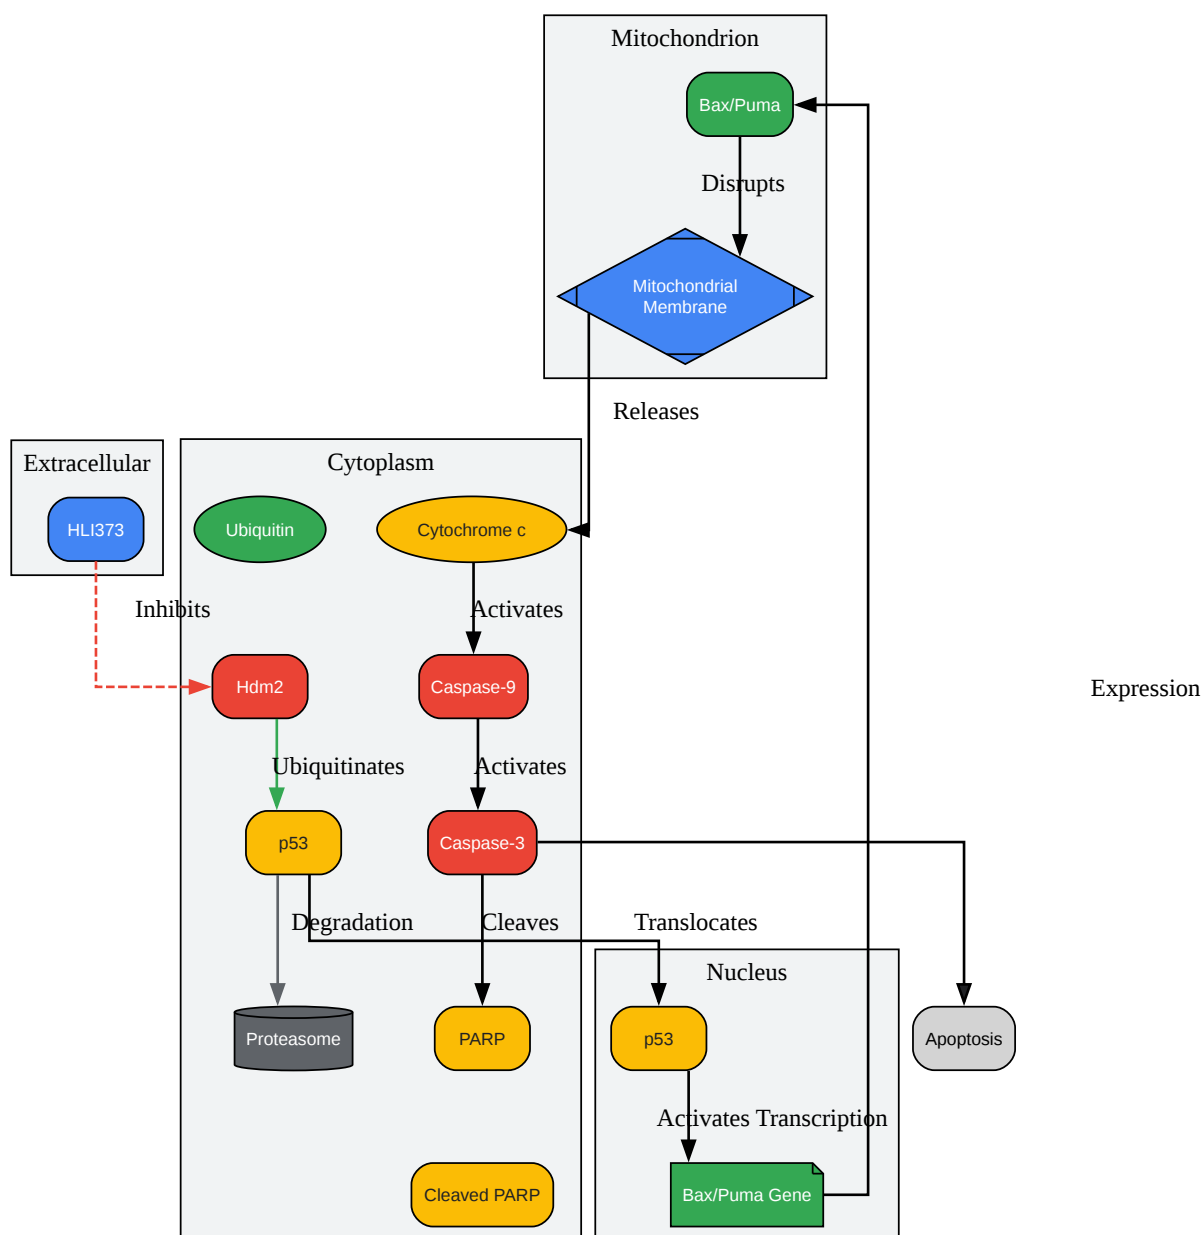 Mitochondrion
Bax/Puma
Disrupts
Mitochondrial
Membrane
Releases
Extracellular
Cytoplasm
HLI373
Ubiquitin
Cytochrome c
Inhibits
Activates
Hdm2
Caspase-9
Expression
Ubiquitinates
Activates
p53
Caspase-3
Degradation
Cleaves
Translocates
Nucleus
Proteasome
PARP
p53
Apoptosis
Activates Transcription
Cleaved PARP
Bax/Puma Gene